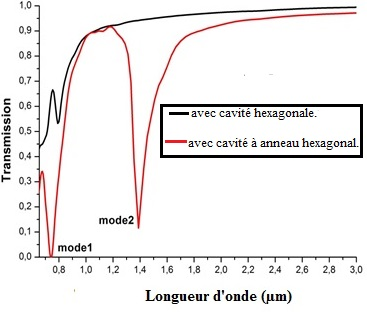 1,0
0,9
0,8
0,7
0,6
0,5
0,4
0,3
0,2
0,1
0,0
Transmission
avec cavité hexagonale.
avec cavité à anneau hexagonal.
mode1
mode2
0,8 1,0 1,2 1,4 1,6 1,8 2,0 2,2 2,4 2,6 2,8 3,0
Longueur d'onde (µm)